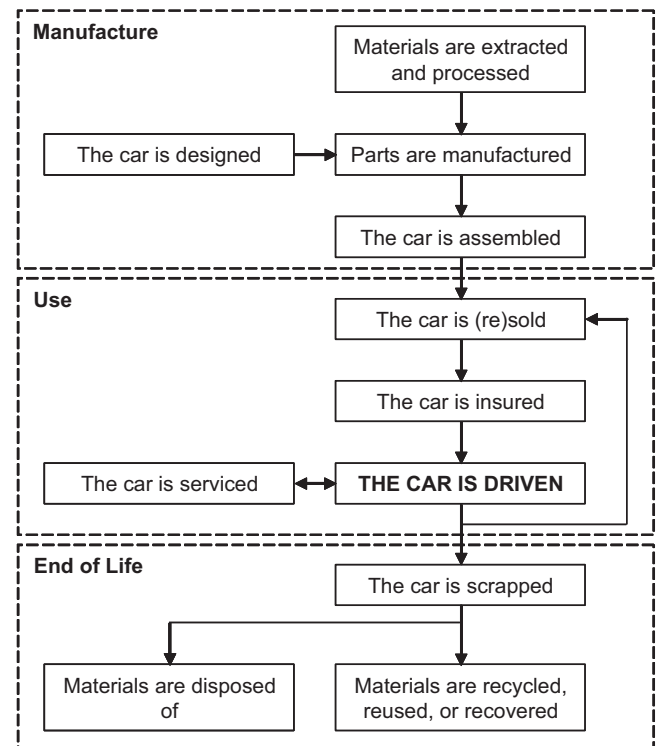 Manufacture
Materials are extracted
and processed
The car is designed
Parts are manufactured
The car is assembled
Use
The car is (re)sold
The car is insured
The car is serviced
THE CAR IS DRIVEN
End of Life
The car is scrapped
Materials are disposed
of
Materials are recycled,
reused, or recovered